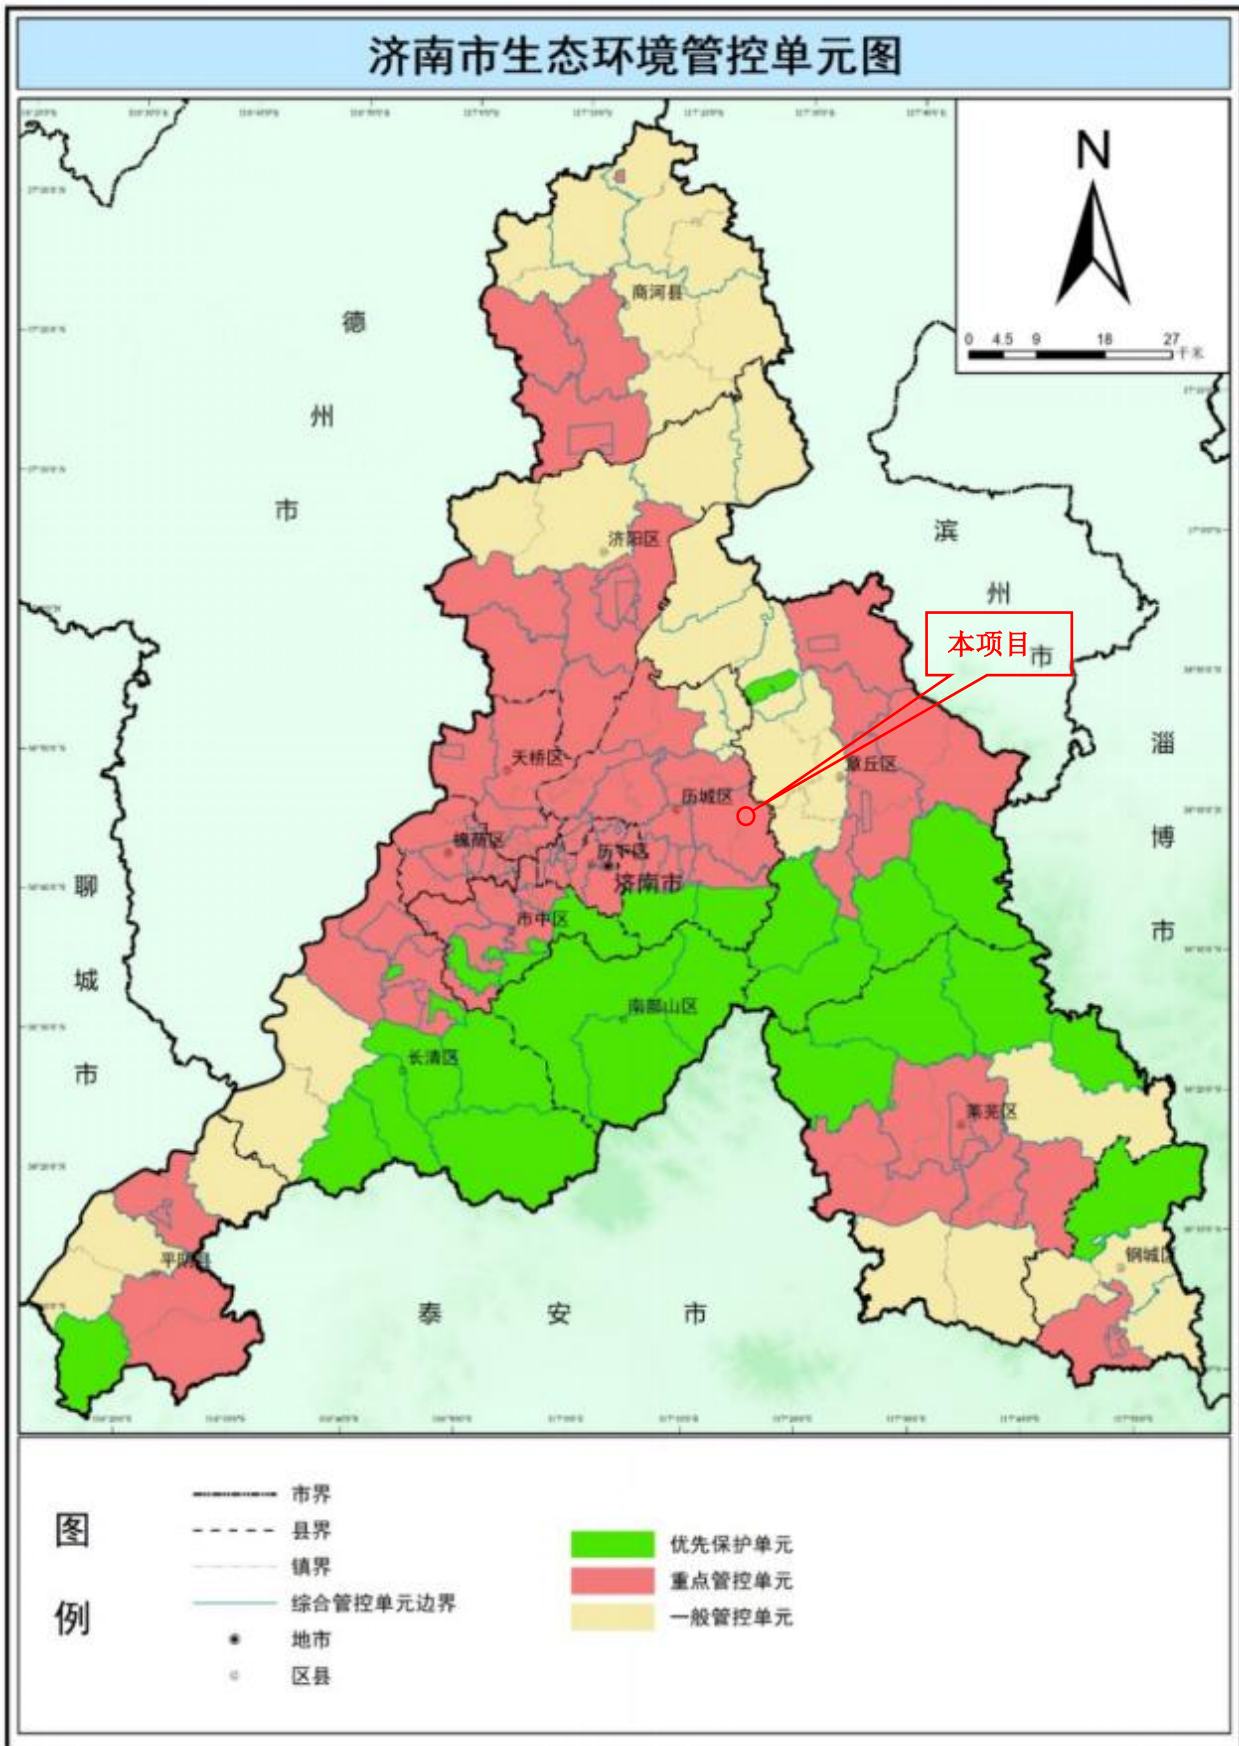 济南市生态环境管控单元图
N
0 4.5 9 18 27
千米
德
州
市
商河县
济阳区
滨
州
市
本项目
淄
博
市
天桥区
章丘区
历城区
槐荫区
历下区
济南市
市中区
聊
城
市
南部山区
长清区
莱芜区
平阴县
钢城区
泰 安 市
图
例
市界
县界
镇界
综合管控单元边界
地市
区县
优先保护单元
重点管控单元
一般管控单元